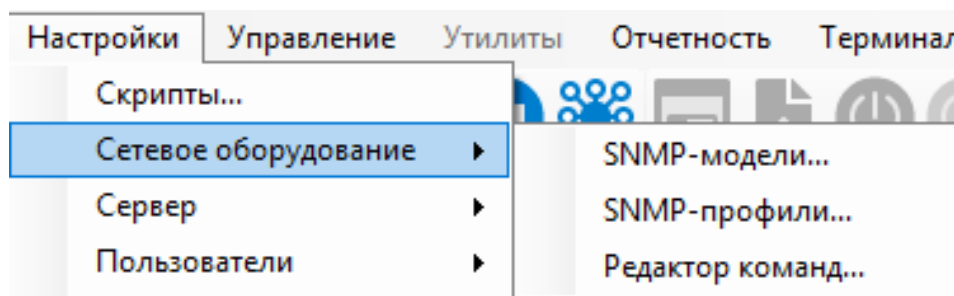 Настройки Управление Утилиты Отчетность Терминал
Скрипты...
Сетевое оборудование
SNMP-модели...
Сервер
SNMP-профили...
Пользователи
Редактор команд...